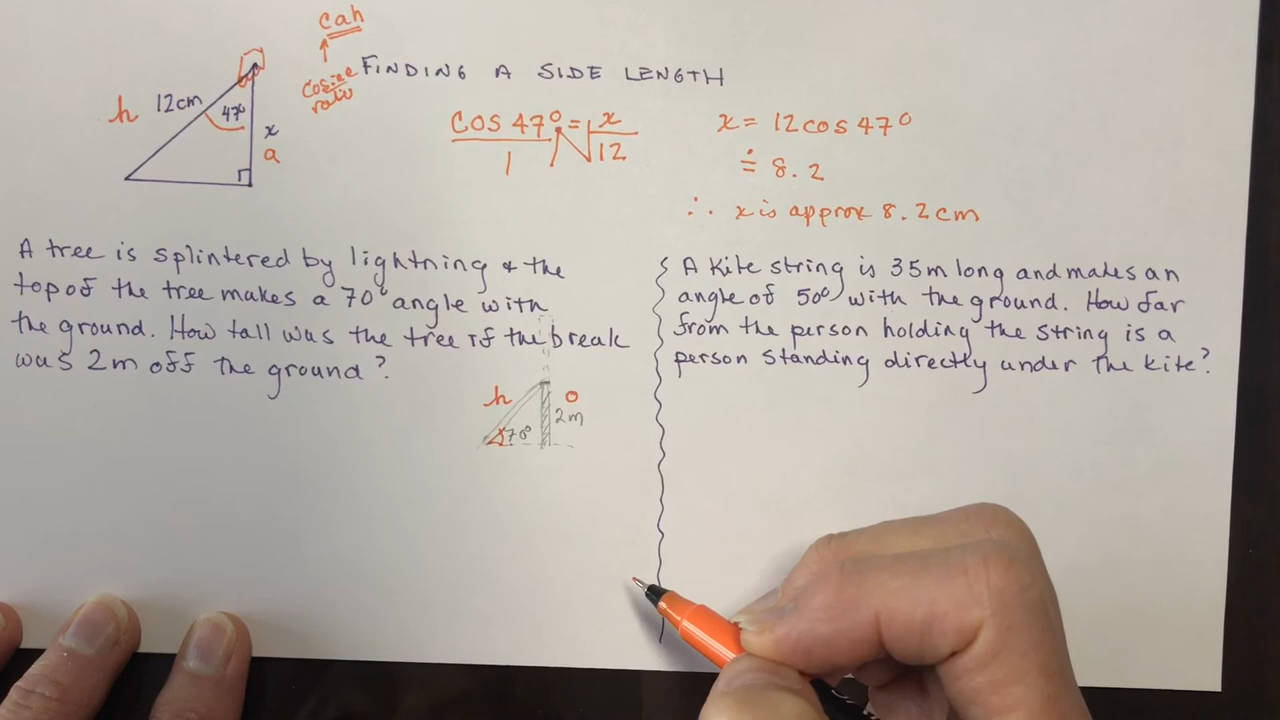 cah
cosine
ratio
FINDING A SIDE LENGTH
h
12cm
47°
x
a
cos 47° = x
1 12
x = 12 cos 47°
≐ 8.2
∴ x is approx 8.2 cm
A tree is splintered by lightning & the
top of the tree makes a 70° angle with
the ground. How tall was the tree if the break
was 2m off the ground?
h
o
2m
70°
A kite string is 35m long and makes an
angle of 50° with the ground. How far
from the person holding the string is a
person standing directly under the kite?